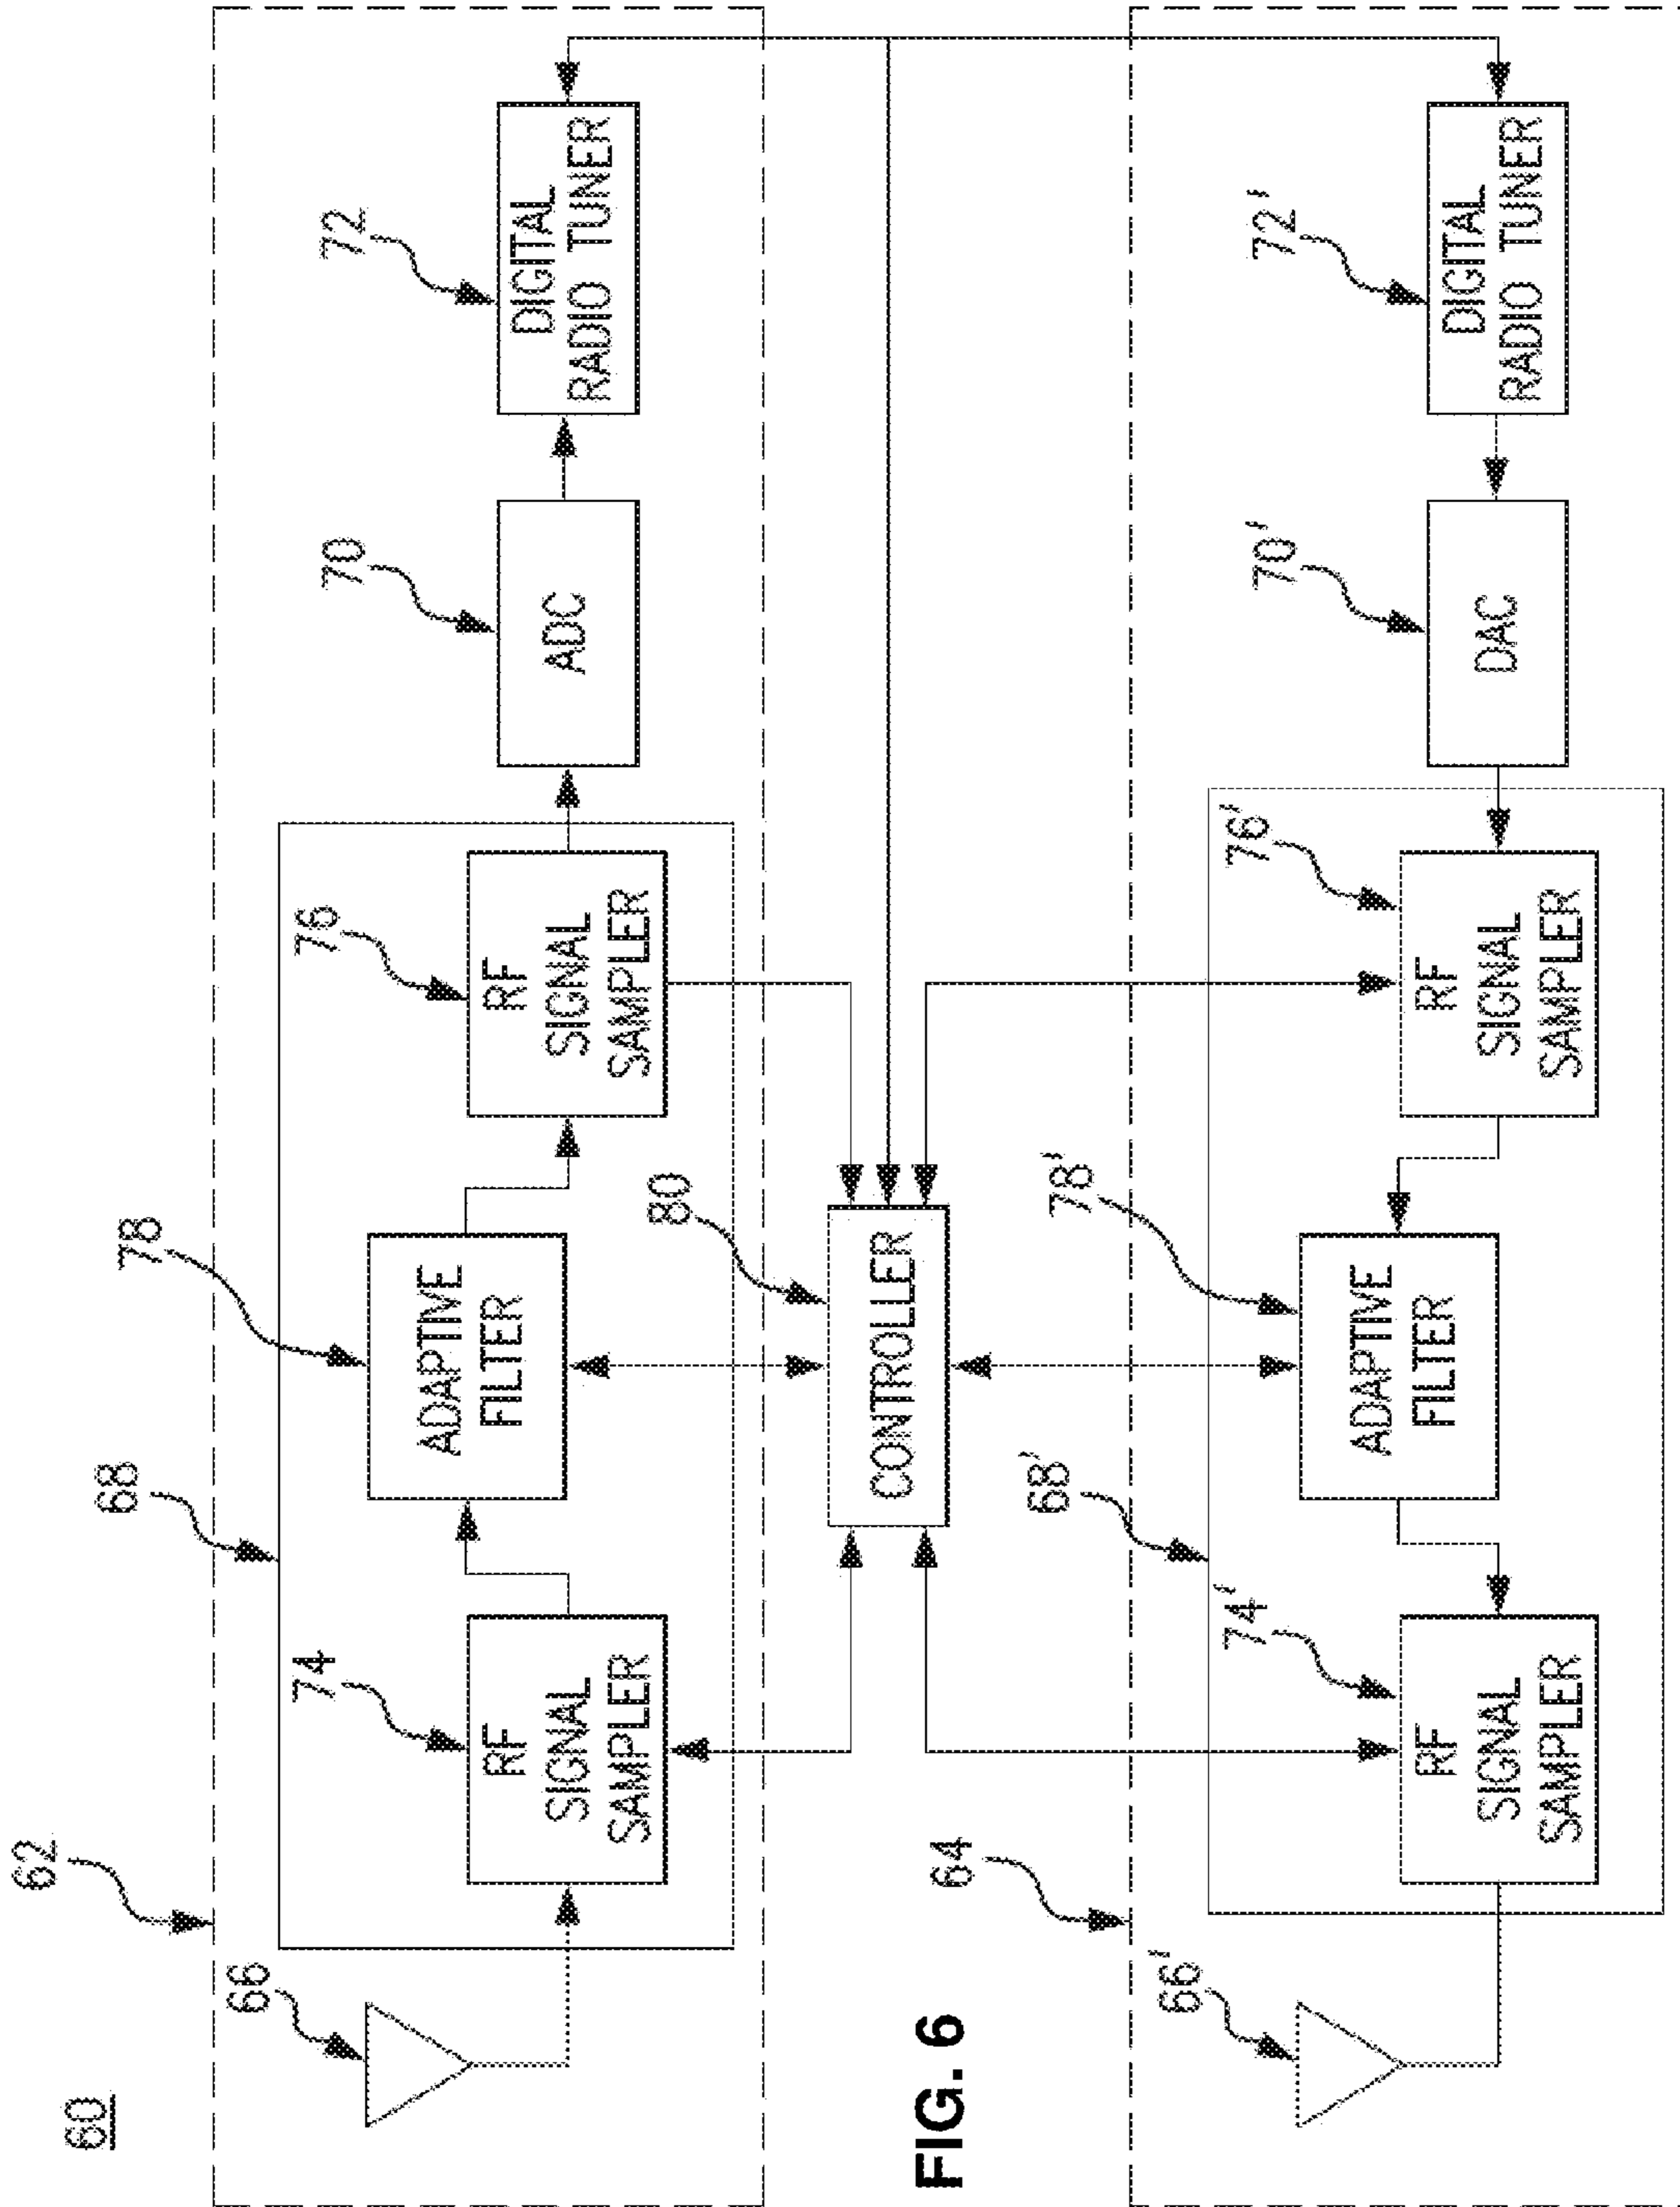 60
62
68
78
66
74
RF
SIGNAL
SAMPLER
ADAPTIVE
FILTER
76
RF
SIGNAL
SAMPLER
70
ADC
72
DIGITAL
RADIO TUNER
80
CONTROLLER
FIG. 6
64
68'
78'
66'
74'
RF
SIGNAL
SAMPLER
ADAPTIVE
FILTER
76'
RF
SIGNAL
SAMPLER
70'
DAC
72'
DIGITAL
RADIO TUNER